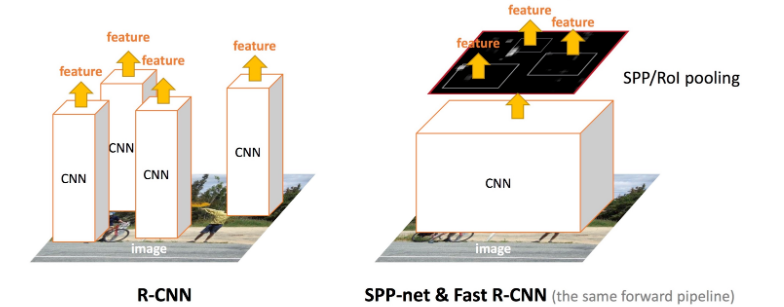 feature
feature
feature
feature
CNN
CNN
CNN
CNN
image
R-CNN
feature
feature
feature
SPP/RoI pooling
CNN
image
SPP-net & Fast R-CNN (the same forward pipeline)